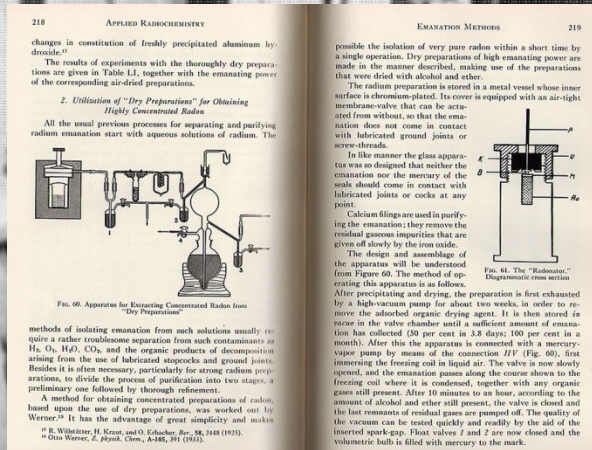 218 APPLIED RADIOCHEMISTRY
changes in constitution of freshly precipitated aluminum hy-
droxide.¹⁷
The results of experiments with the thoroughly dry prepara-
tions are given in Table LI, together with the emanating power
of the corresponding air-dried preparations.
2. Utilization of "Dry Preparations" for Obtaining
Highly Concentrated Radon
All the usual previous processes for separating and purifying
radium emanation start with aqueous solutions of radium. The
1
2
3
4
FIG. 60. Apparatus for Extracting Concentrated Radon from
"Dry Preparations"
methods of isolating emanation from such solutions usually re-
quire a rather troublesome separation from such contaminants as
H₂, O₂, H₂O, CO₂, and the organic products of decomposition
arising from the use of lubricated stopcocks and ground joints.
Besides it is often necessary, particularly for strong radium prep-
arations, to divide the process of purification into two stages, a
preliminary one followed by thorough refinement.
A method for obtaining concentrated preparations of radon,
based upon the use of dry preparations, was worked out by
Werner.¹⁸ It has the advantage of great simplicity and makes
¹⁷ R. Willstätter, H. Kraut, and O. Erbacher, Ber., 58, 2448 (1925).
¹⁸ Otto Werner, Z. physik. Chem., A-165, 391 (1933).
EMANATION METHODS 219
possible the isolation of very pure radon within a short time by
a single operation. Dry preparations of high emanating power are
made in the manner described, making use of the preparations
that were dried with alcohol and ether.
The radium preparation is stored in a metal vessel whose inner
surface is chromium-plated. Its cover is equipped with an air-tight
membrane-valve that can be actu-
ated from without, so that the ema-
nation does not come in contact
with lubricated ground joints or
screw-threads.
In like manner the glass appara-
tus was so designed that neither the
emanation nor the mercury of the
seals should come in contact with
lubricated joints or cocks at any
point.
Calcium filings are used in purify-
ing the emanation; they remove the
residual gaseous impurities that are
given off slowly by the iron oxide.
The design and assemblage of
the apparatus will be understood
from Figure 60. The method of op-
erating this apparatus is as follows.
P
K
U
B
M
Ra
FIG. 61. The "Radonator."
Diagrammatic cross section
After precipitating and drying, the preparation is first exhausted
by a high-vacuum pump for about two weeks, in order to re-
move the adsorbed organic drying agent. It is then stored in
vacuo in the valve chamber until a sufficient amount of emana-
tion has collected (50 per cent in 3.8 days; 100 per cent in a
month). After this the apparatus is connected with a mercury-
vapor pump by means of the connection HV (Fig. 60), first
immersing the freezing coil in liquid air. The valve is now slowly
opened, and the emanation passes along the course shown to the
freezing coil where it is condensed, together with any organic
gases still present. After 10 minutes to an hour, according to the
amount of alcohol and ether still present, the valve is closed and
the last remnants of residual gases are pumped off. The quality of
the vacuum can be tested quickly and readily by the aid of the
inserted spark-gap. Float valves 1 and 2 are now closed and the
volumetric bulb is filled with mercury to the mark.